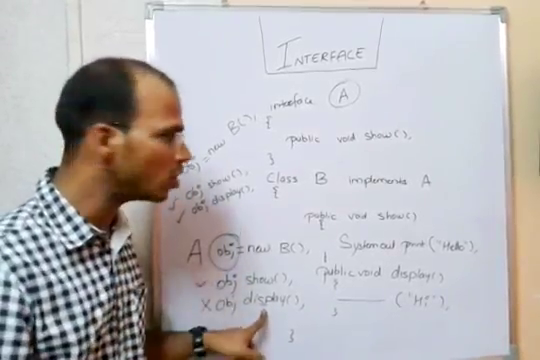 INTERFACE
interface A
{
public void show();
}
obj = new B();
✓ obj show();
✓ obj display();
Class B implements A
{
public void show()
{
System out print ("Hello");
}
public void display()
{
("Hi");
}
}
A obj = new B();
✓ obj show();
X obj display();